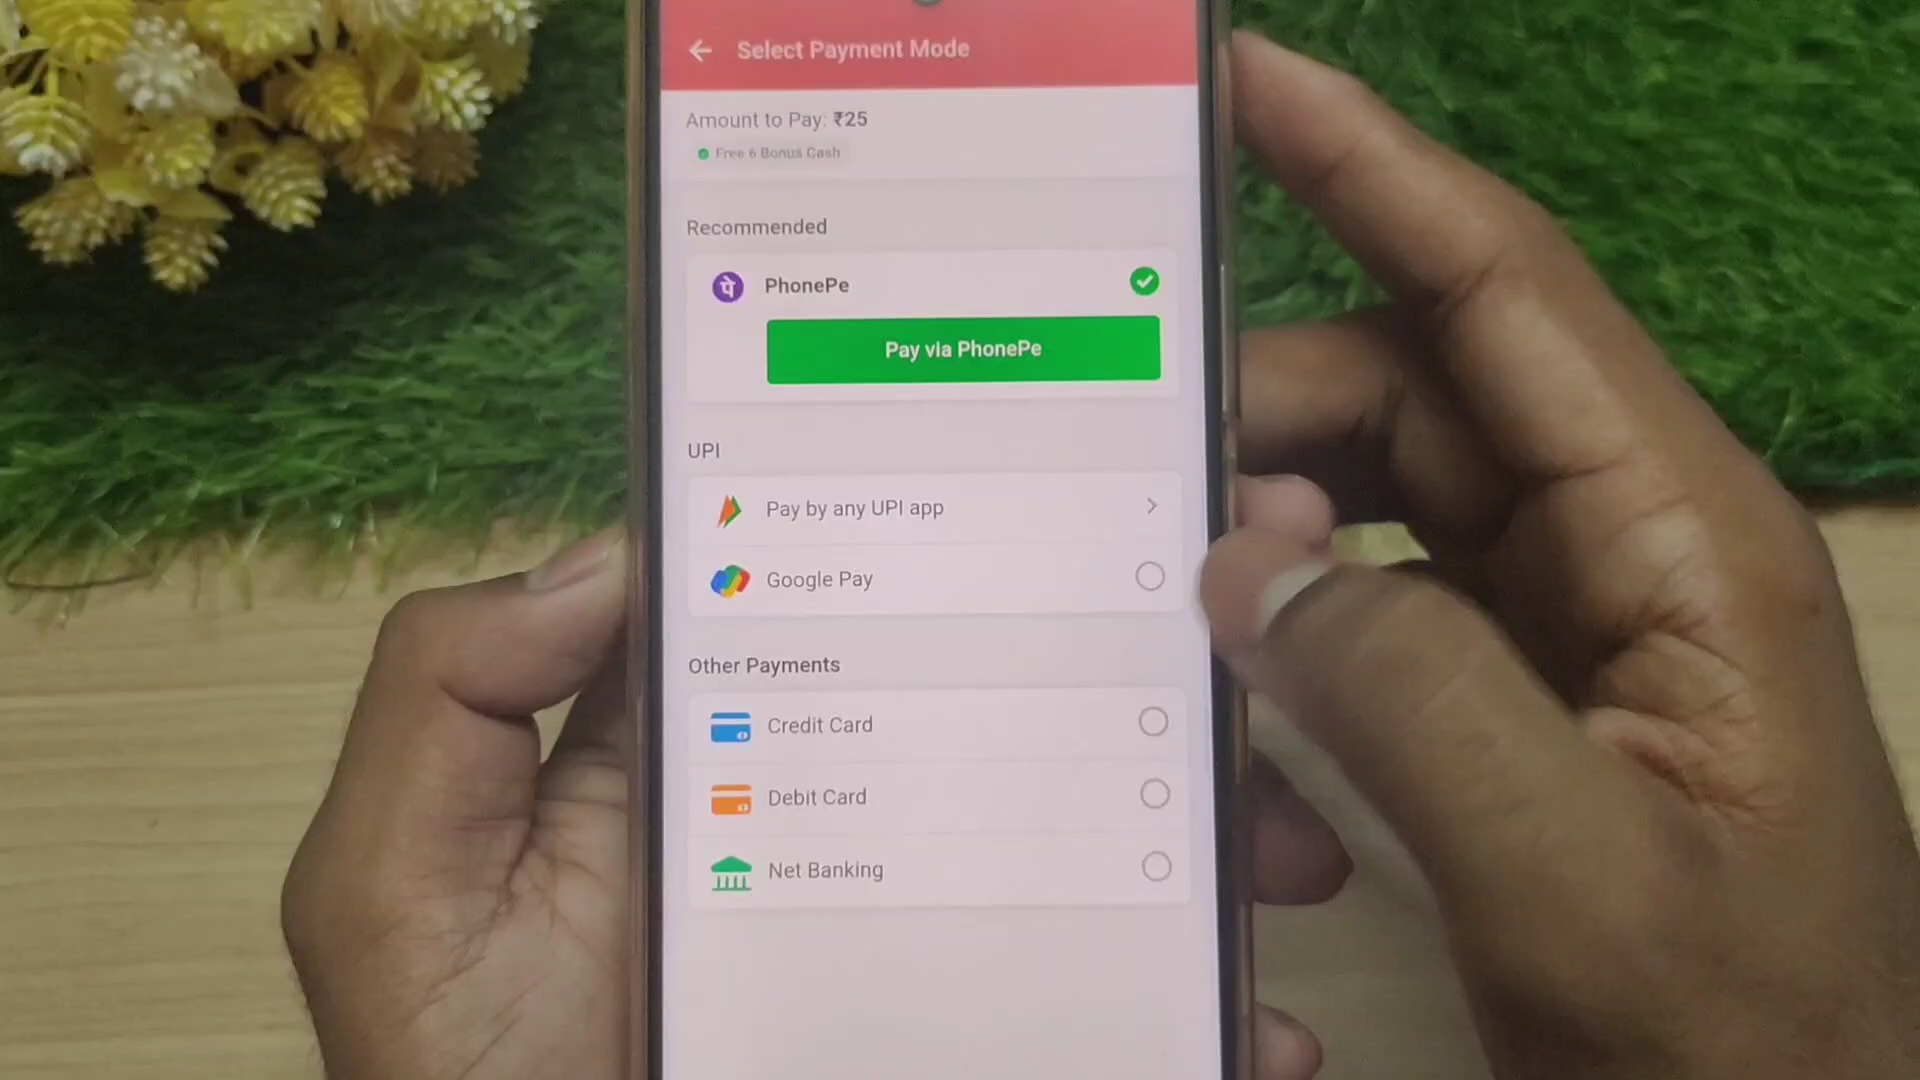 Select Payment Mode
Amount to Pay: ₹25
Free 6 Bonus Cash
Recommended
पे PhonePe
Pay via PhonePe
UPI
Pay by any UPI app
Google Pay
Other Payments
Credit Card
Debit Card
Net Banking